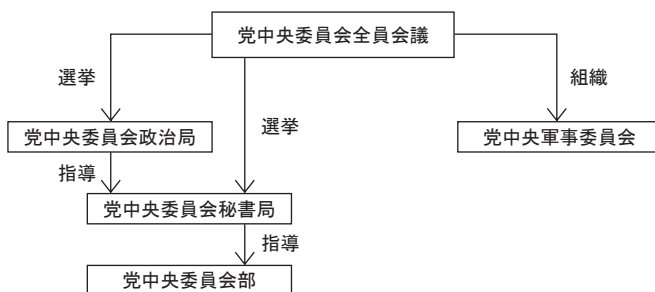 党中央委員会全員会議
選挙
選挙
組織
党中央委員会政治局
党中央軍事委員会
指導
党中央委員会秘書局
指導
党中央委員会部